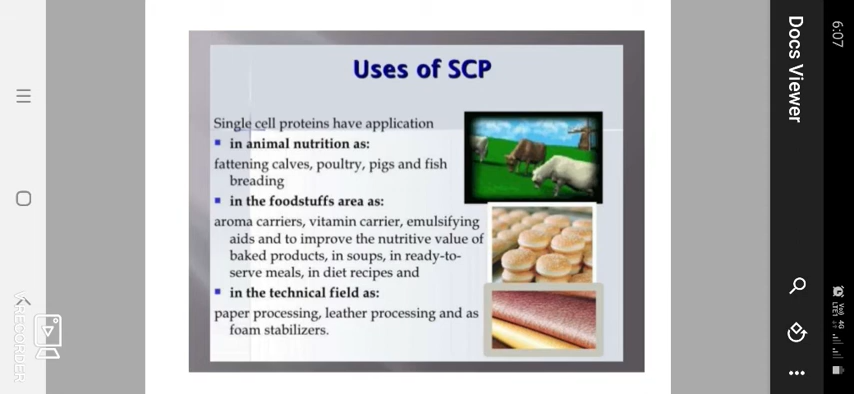 Uses of SCP
Single cell proteins have application
▪ in animal nutrition as:
fattening calves, poultry, pigs and fish
breading
▪ in the foodstuffs area as:
aroma carriers, vitamin carrier, emulsifying
aids and to improve the nutritive value of
baked products, in soups, in ready-to-
serve meals, in diet recipes and
▪ in the technical field as:
paper processing, leather processing and as
foam stabilizers.
Docs Viewer
6:07
RECORDER